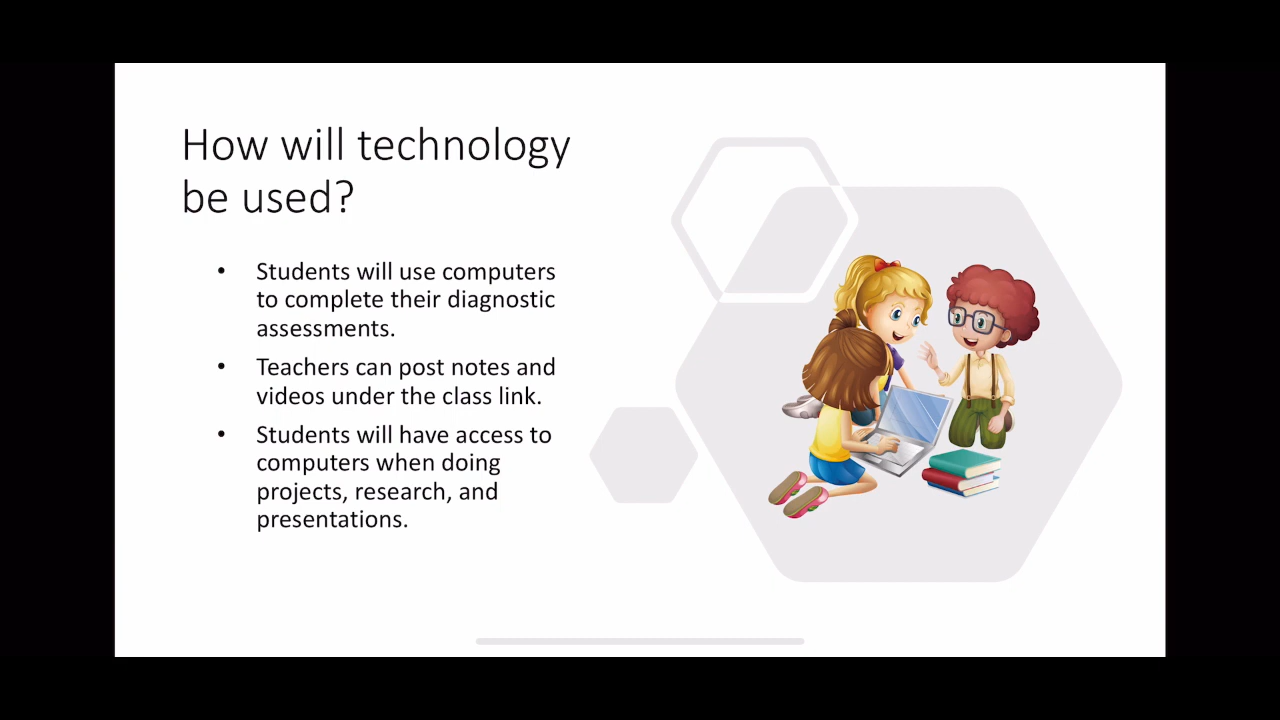 How will technology
be used?
• Students will use computers
to complete their diagnostic
assessments.
• Teachers can post notes and
videos under the class link.
• Students will have access to
computers when doing
projects, research, and
presentations.